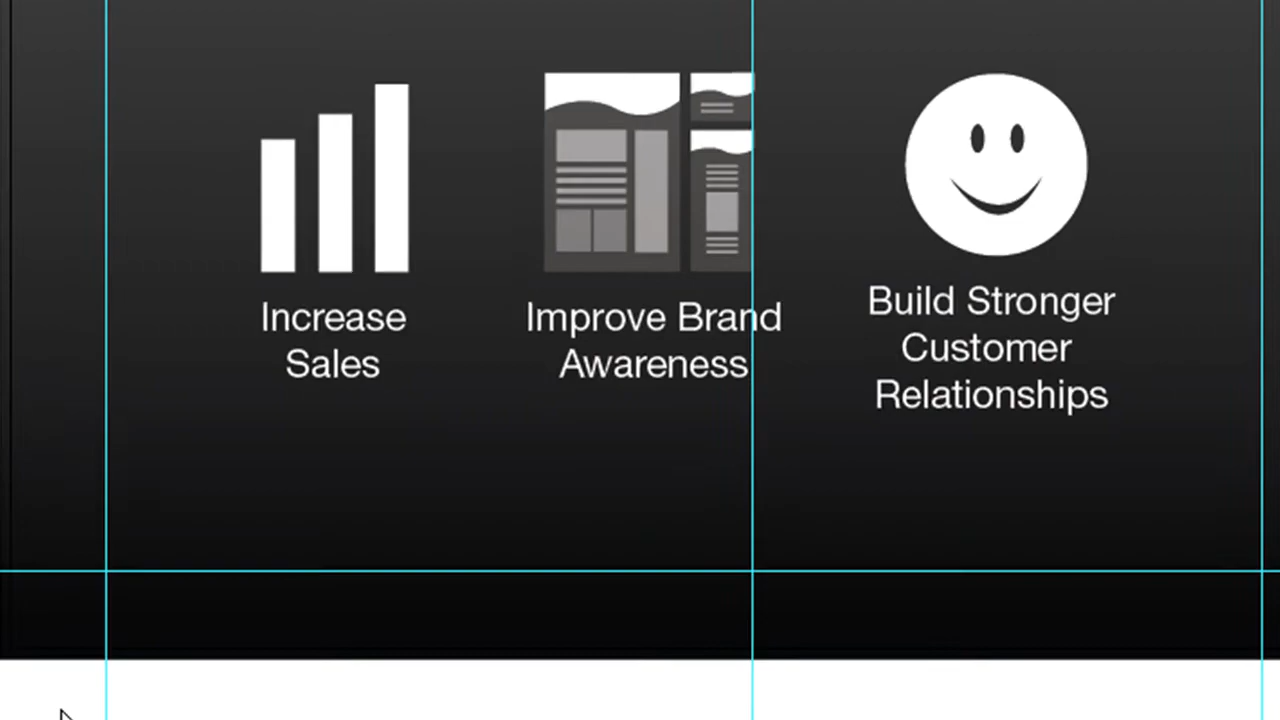 Increase
Sales
Improve Brand
Awareness
Build Stronger
Customer
Relationships